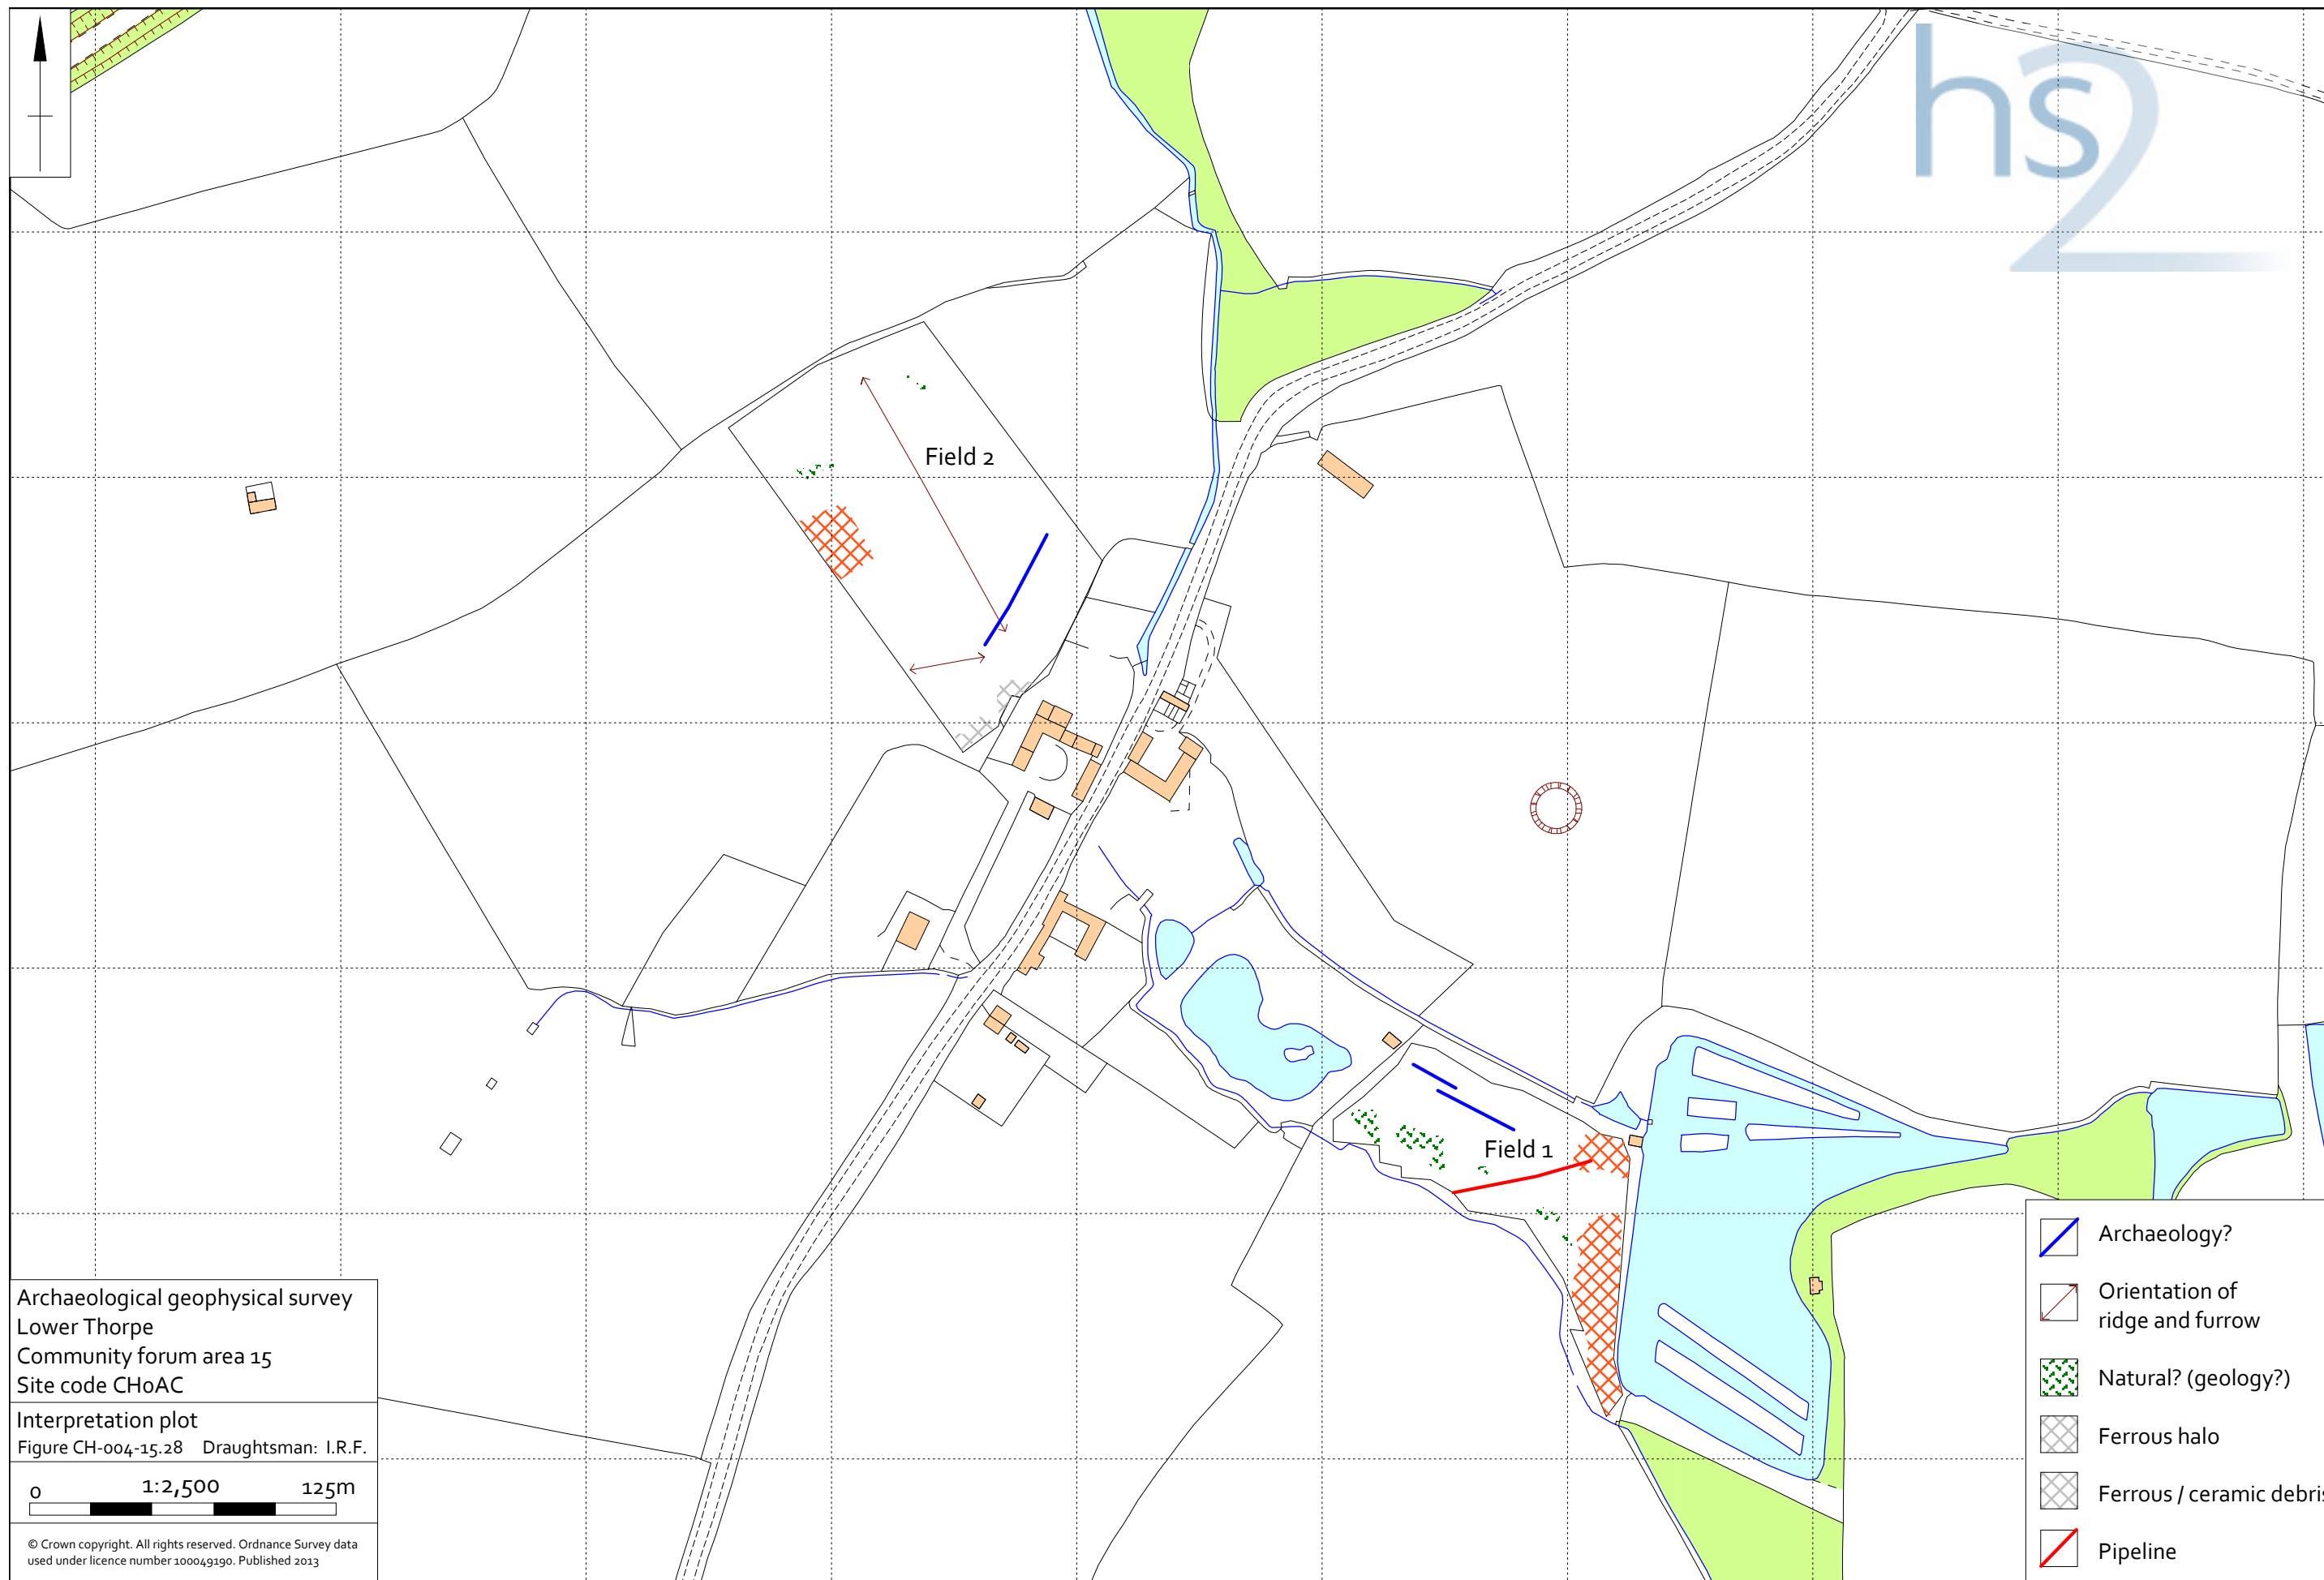 hs2
Field 2
Field 1
Archaeological geophysical survey
Lower Thorpe
Community forum area 15
Site code CH0AC
Interpretation plot
Figure CH-004-15.28 Draughtsman: I.R.F.
0 1:2,500 125m
© Crown copyright. All rights reserved. Ordnance Survey data
used under licence number 100049190. Published 2013
Archaeology?
Orientation of
ridge and furrow
Natural? (geology?)
Ferrous halo
Ferrous / ceramic debris
Pipeline